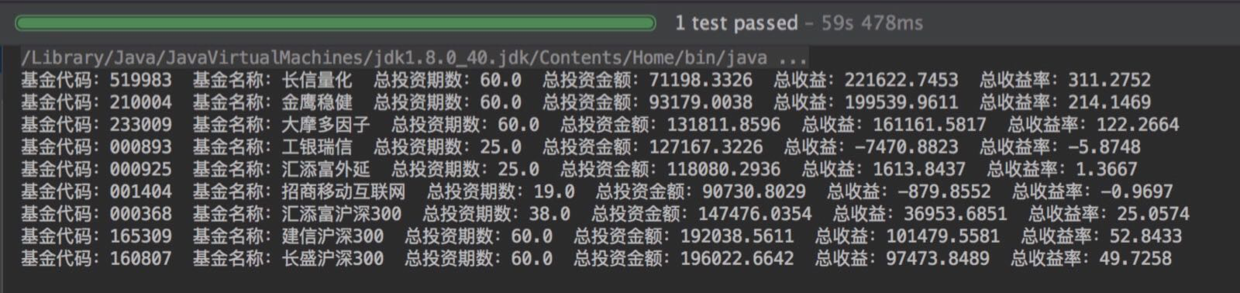 1 test passed – 59s 478ms
/Library/Java/JavaVirtualMachines/jdk1.8.0_40.jdk/Contents/Home/bin/java ...
基金代码: 519983 基金名称: 长信量化 总投资期数: 60.0 总投资金额: 71198.3326 总收益: 221622.7453 总收益率: 311.2752
基金代码: 210004 基金名称: 金鹰稳健 总投资期数: 60.0 总投资金额: 93179.0038 总收益: 199539.9611 总收益率: 214.1469
基金代码: 233009 基金名称: 大摩多因子 总投资期数: 60.0 总投资金额: 131811.8596 总收益: 161161.5817 总收益率: 122.2664
基金代码: 000893 基金名称: 工银瑞信 总投资期数: 25.0 总投资金额: 127167.3226 总收益: -7470.8823 总收益率: -5.8748
基金代码: 000925 基金名称: 汇添富外延 总投资期数: 25.0 总投资金额: 118080.2936 总收益: 1613.8437 总收益率: 1.3667
基金代码: 001404 基金名称: 招商移动互联网 总投资期数: 19.0 总投资金额: 90730.8029 总收益: -879.8552 总收益率: -0.9697
基金代码: 000368 基金名称: 汇添富沪深300 总投资期数: 38.0 总投资金额: 147476.0354 总收益: 36953.6851 总收益率: 25.0574
基金代码: 165309 基金名称: 建信沪深300 总投资期数: 60.0 总投资金额: 192038.5611 总收益: 101479.5581 总收益率: 52.8433
基金代码: 160807 基金名称: 长盛沪深300 总投资期数: 60.0 总投资金额: 196022.6642 总收益: 97473.8489 总收益率: 49.7258